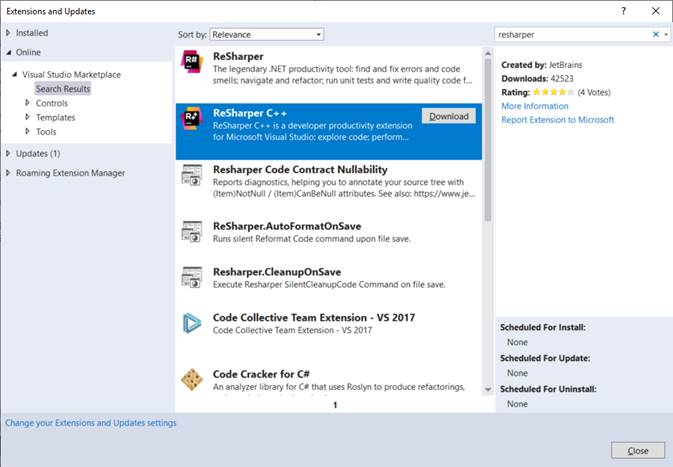 Extensions and Updates
? ×
Installed
Online
Visual Studio Marketplace
Search Results
Controls
Templates
Tools
Updates (1)
Roaming Extension Manager
Sort by: Relevance
ReSharper
The legendary .NET productivity tool: find and fix errors and code
smells; navigate and refactor; run unit tests and write quality code f...
ReSharper C++
Download
ReSharper C++ is a developer productivity extension
for Microsoft Visual Studio: explore code; perform...
Resharper Code Contract Nullability
Reports diagnostics, helping you to annotate your source tree with
(Item)NotNull / (Item)CanBeNull attributes. See also: https://www.je...
ReSharper.AutoFormatOnSave
Runs silent Reformat Code command upon file save.
Resharper.CleanupOnSave
Execute Resharper SilentCleanupCode Command on file save.
Code Collective Team Extension - VS 2017
Code Collective Team Extension - VS 2017
Code Cracker for C#
An analyzer library for C# that uses Roslyn to produce refactorings,
1
resharper
Created by: JetBrains
Downloads: 42523
Rating: (4 Votes)
More Information
Report Extension to Microsoft
Scheduled For Install:
None
Scheduled For Update:
None
Scheduled For Uninstall:
None
Change your Extensions and Updates settings
Close